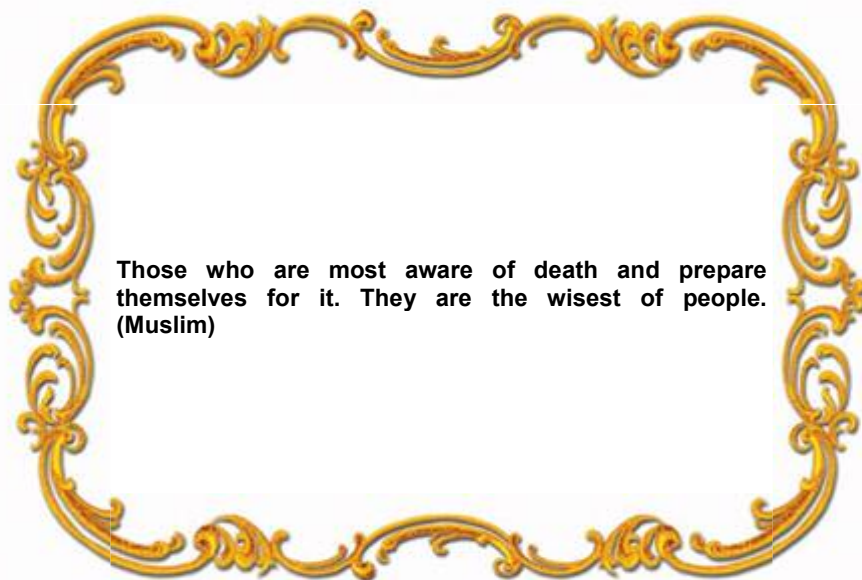 Those who are most aware of death and prepare
themselves for it. They are the wisest of people.
(Muslim)